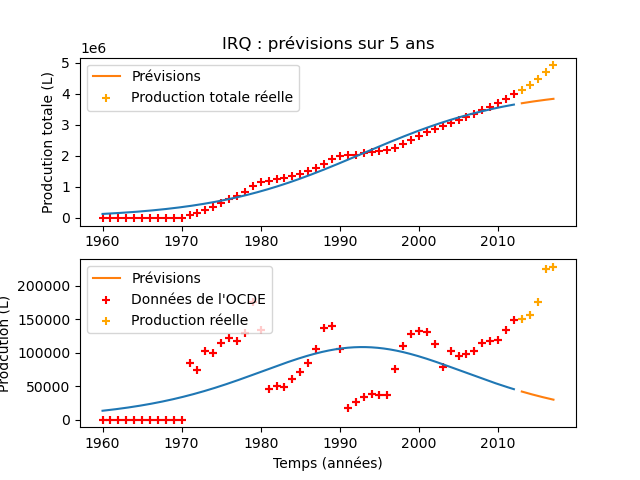 IRQ : prévisions sur 5 ans
1e6
Prodcution totale (L)
5
4
3
2
1
0
Prévisions
Production totale réelle
1960 1970 1980 1990 2000 2010
Prodcution (L)
200000
150000
100000
50000
0
Prévisions
Données de l'OCDE
Production réelle
1960 1970 1980 1990 2000 2010
Temps (années)